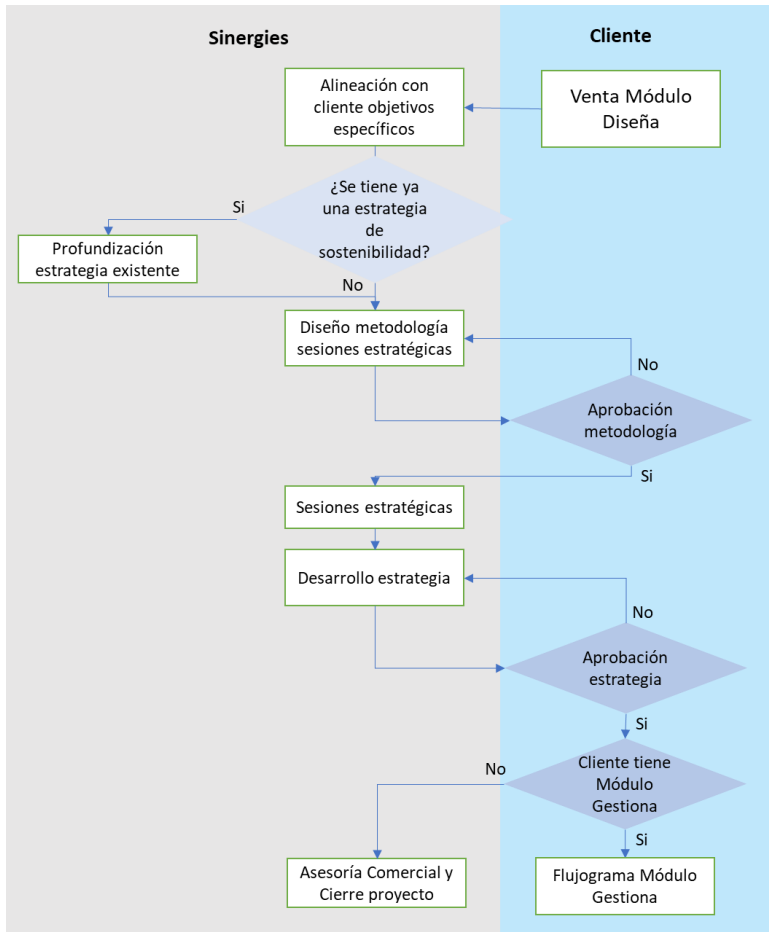 Sinergies
Cliente
Alineación con
cliente objetivos
específicos
Venta Módulo
Diseña
¿Se tiene ya
una estrategia
de
sostenibilidad?
Si
Profundización
estrategia existente
No
Diseño metodología
sesiones estratégicas
No
Aprobación
metodología
Si
Sesiones estratégicas
Desarrollo estrategia
No
Aprobación
estrategia
Si
No
Cliente tiene
Módulo
Gestiona
Si
Asesoría Comercial y
Cierre proyecto
Flujograma Módulo
Gestiona